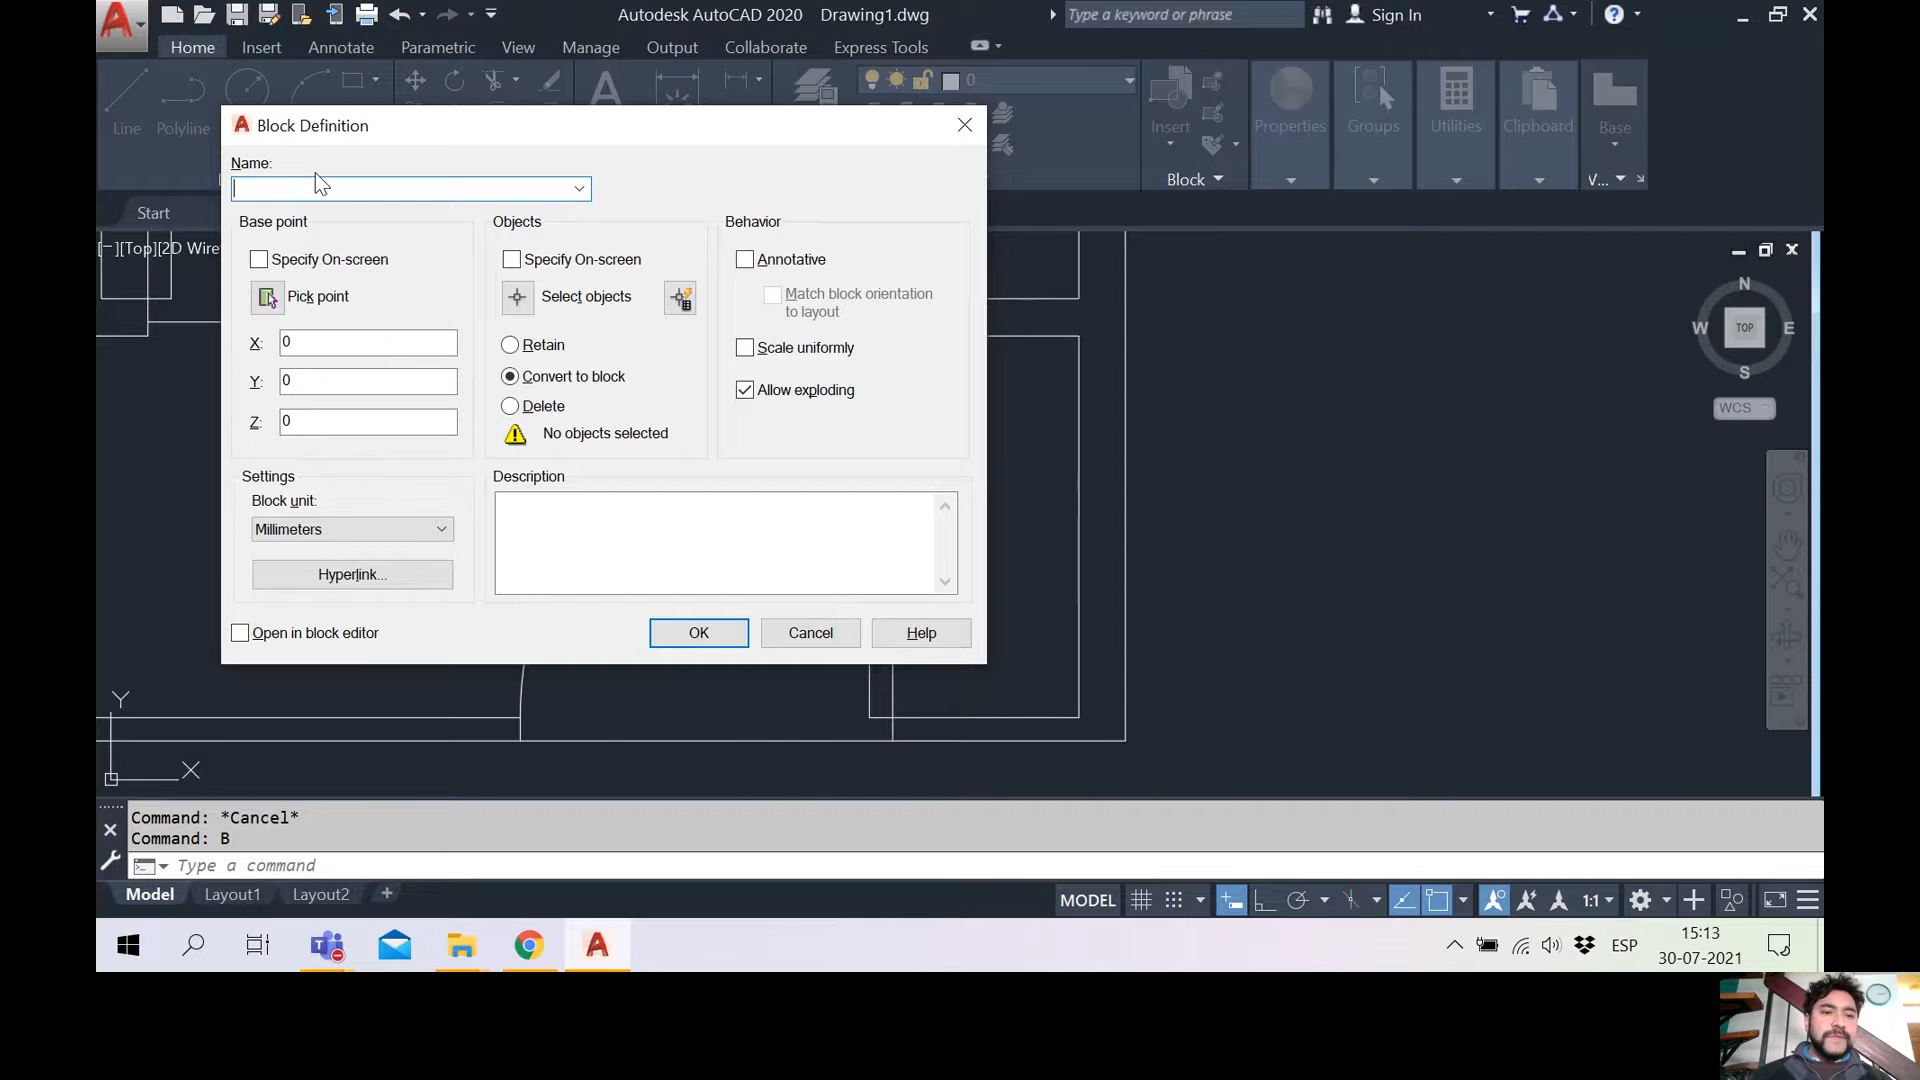 Autodesk AutoCAD 2020 Drawing1.dwg
Type a keyword or phrase
Sign In
Home Insert Annotate Parametric View Manage Output Collaborate Express Tools
0
Line Polyline
Insert Properties Groups Utilities Clipboard Base
Block
V...
Start
[−][Top][2D Wiref
Block Definition
Name:
Base point
Specify On-screen
Pick point
X: 0
Y: 0
Z: 0
Objects
Specify On-screen
Select objects
Retain
Convert to block
Delete
No objects selected
Behavior
Annotative
Match block orientation
to layout
Scale uniformly
Allow exploding
Settings
Block unit:
Millimeters
Hyperlink...
Description
Open in block editor
OK Cancel Help
N
W TOP E
S
WCS
Y
X
Command: *Cancel*
Command: B
Type a command
Model Layout1 Layout2 +
MODEL
1:1
ESP
15:13
30-07-2021